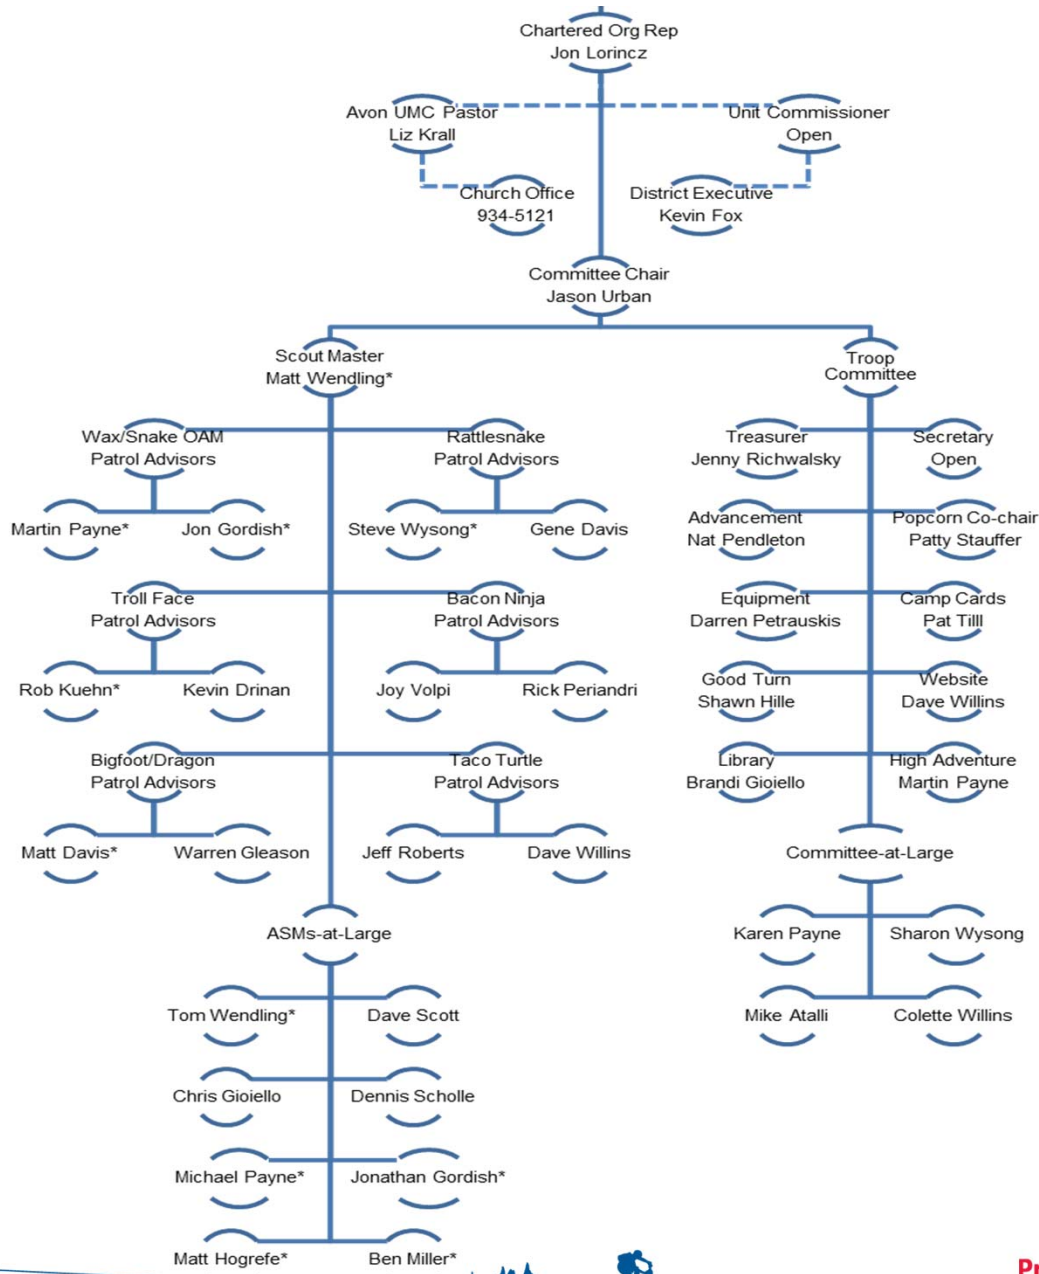 Chartered Org Rep
Jon Lorincz
Avon UMC Pastor
Liz Krall
Unit Commissioner
Open
Church Office
934-5121
District Executive
Kevin Fox
Committee Chair
Jason Urban
Scout Master
Matt Wendling*
Troop
Committee
Wax/Snake OAM
Patrol Advisors
Rattlesnake
Patrol Advisors
Treasurer
Jenny Richwalsky
Secretary
Open
Martin Payne*
Jon Gordish*
Steve Wysong*
Gene Davis
Advancement
Nat Pendleton
Popcorn Co-chair
Patty Stauffer
Troll Face
Patrol Advisors
Bacon Ninja
Patrol Advisors
Equipment
Darren Petrauskis
Camp Cards
Pat Tilll
Rob Kuehn*
Kevin Drinan
Joy Volpi
Rick Periandri
Good Turn
Shawn Hille
Website
Dave Willins
Bigfoot/Dragon
Patrol Advisors
Taco Turtle
Patrol Advisors
Library
Brandi Gioiello
High Adventure
Martin Payne
Matt Davis*
Warren Gleason
Jeff Roberts
Dave Willins
Committee-at-Large
ASMs-at-Large
Karen Payne
Sharon Wysong
Tom Wendling*
Dave Scott
Mike Atalli
Colette Willins
Chris Gioiello
Dennis Scholle
Michael Payne*
Jonathan Gordish*
Matt Hogrefe*
Ben Miller*